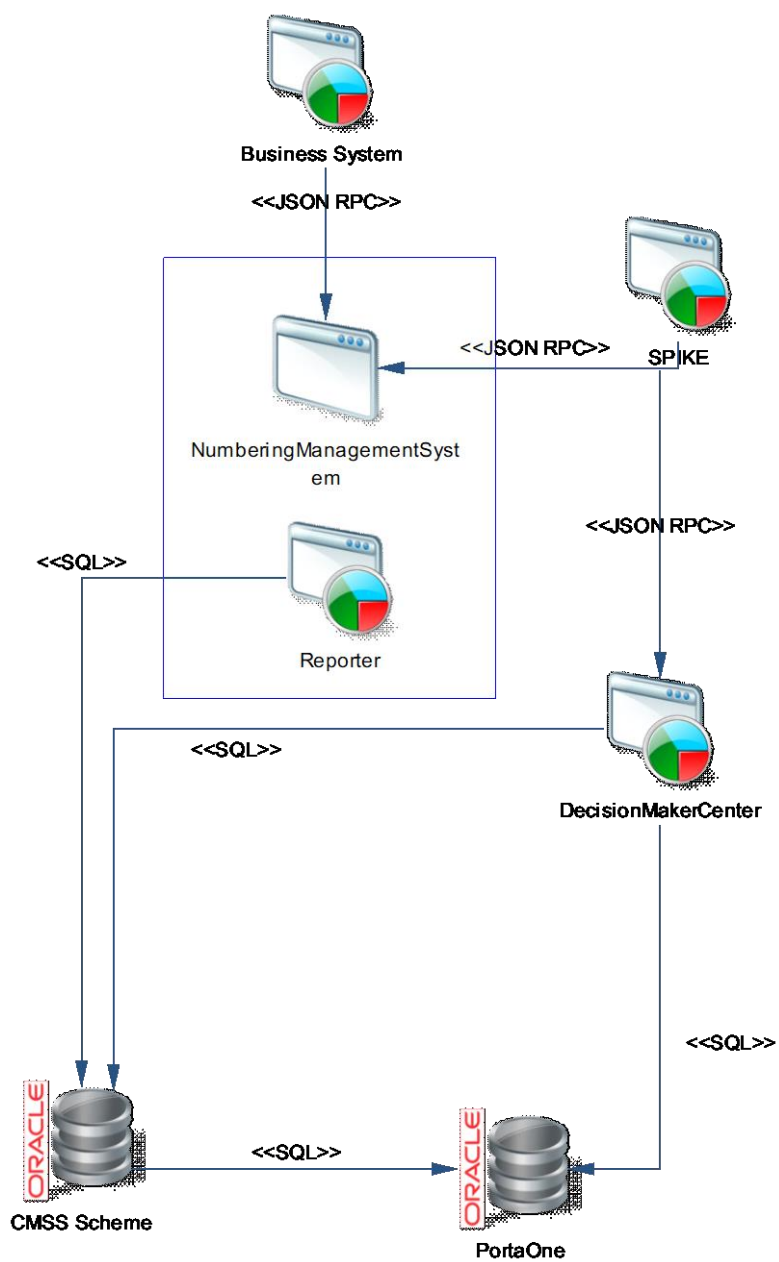 Business System
<<JSON RPC>>
<<JSON RPC>>
SPIKE
NumberingManagementSyst
em
<<JSON RPC>>
<<SQL>>
Reporter
<<SQL>>
DecisionMakerCenter
<<SQL>>
ORACLE
ORACLE
<<SQL>>
CMSS Scheme
PortaOne